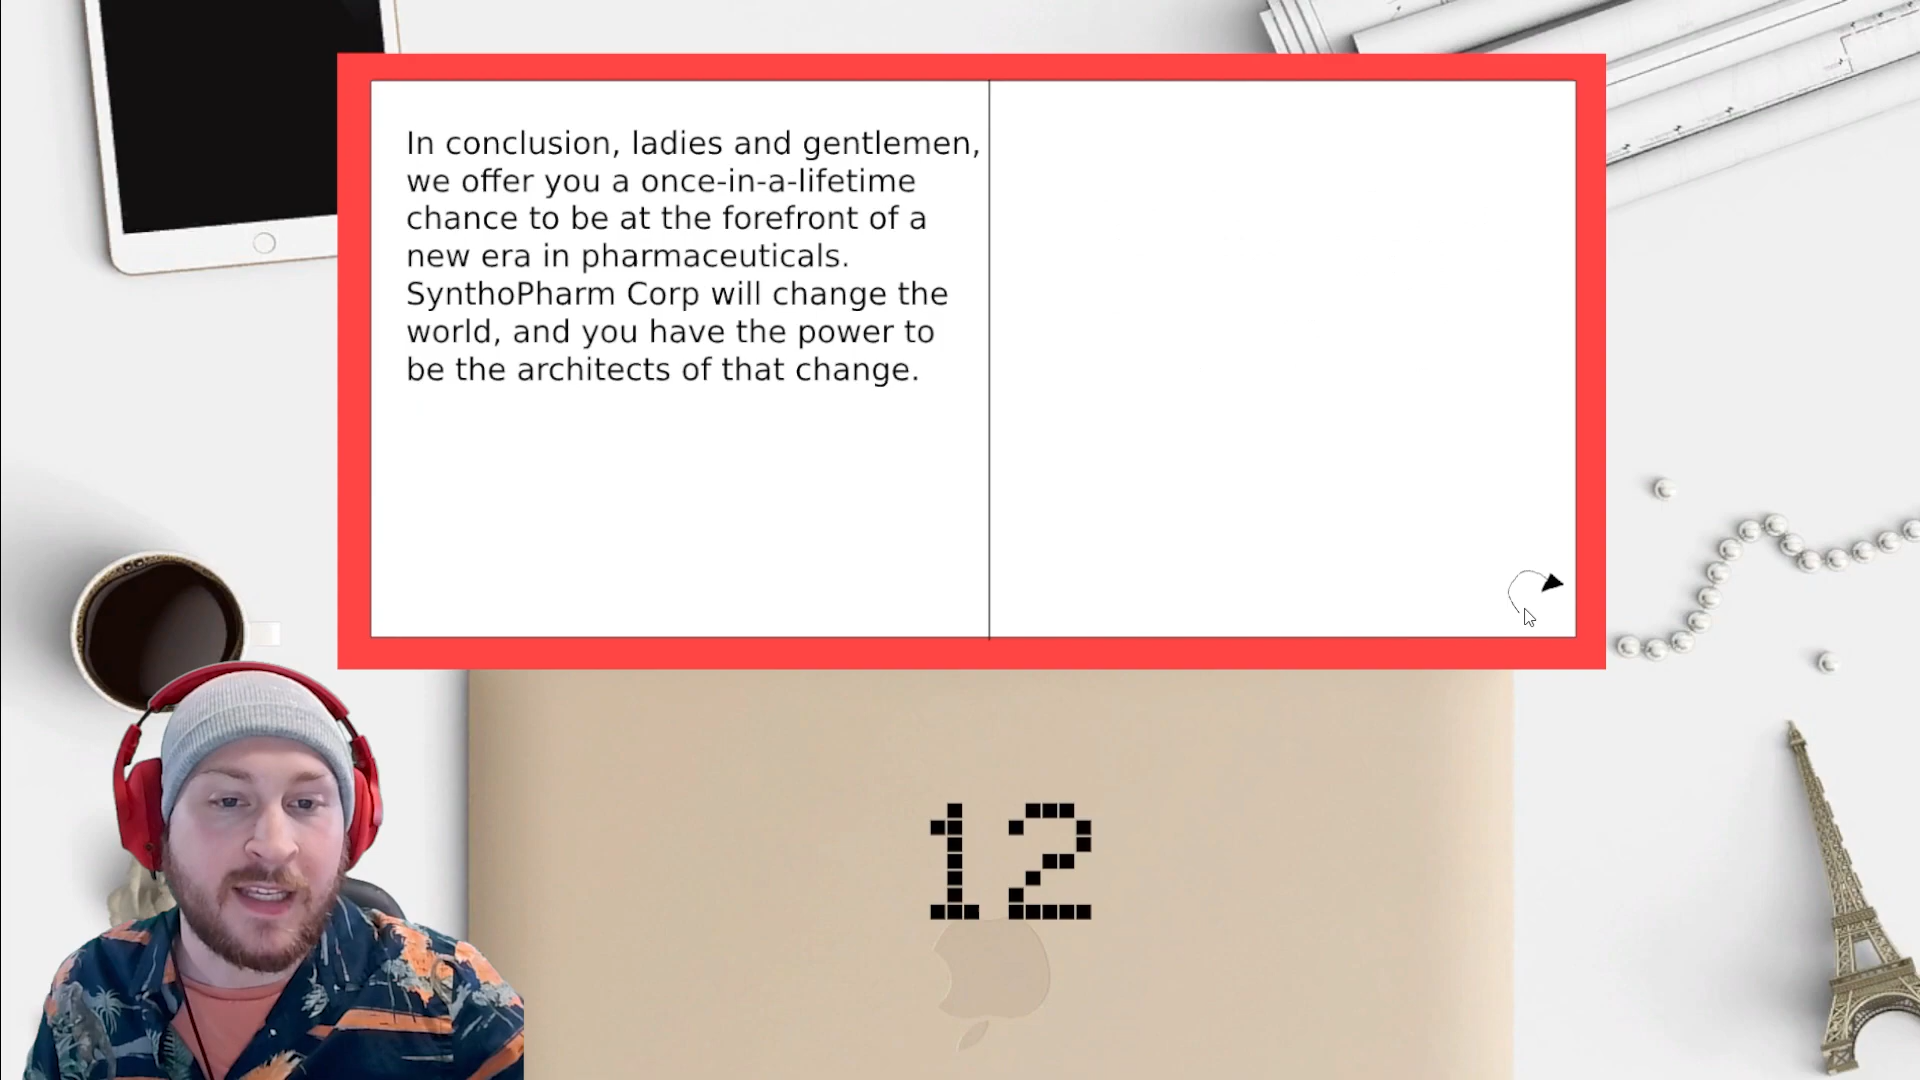 In conclusion, ladies and gentlemen,
we offer you a once-in-a-lifetime
chance to be at the forefront of a
new era in pharmaceuticals.
SynthoPharm Corp will change the
world, and you have the power to
be the architects of that change.
12